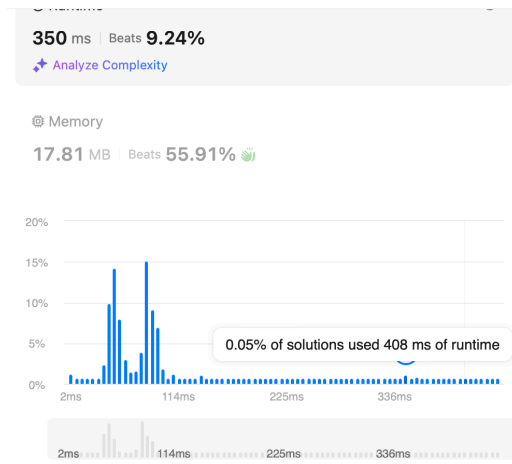 Runtime
350 ms | Beats 9.24%
Analyze Complexity
Memory
17.81 MB | Beats 55.91%
20%
15%
10%
5%
0%
0.05% of solutions used 408 ms of runtime
2ms 114ms 225ms 336ms
2ms 114ms 225ms 336ms